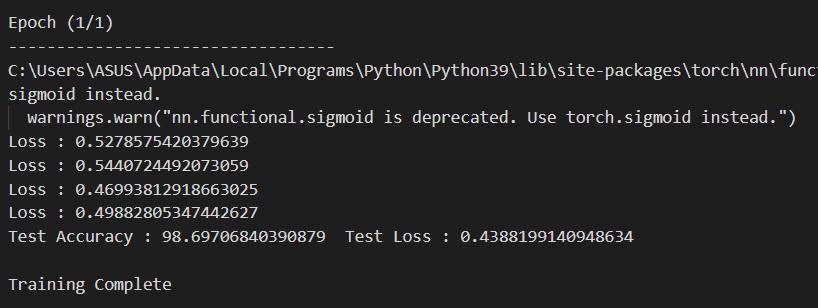 Epoch (1/1)
----------------------------------
C:\Users\ASUS\AppData\Local\Programs\Python\Python39\lib\site-packages\torch\nn\funct
sigmoid instead.
  warnings.warn("nn.functional.sigmoid is deprecated. Use torch.sigmoid instead.")
Loss : 0.5278575420379639
Loss : 0.5440724492073059
Loss : 0.46993812918663025
Loss : 0.49882805347442627
Test Accuracy : 98.69706840390879  Test Loss : 0.4388199140948634
Training Complete